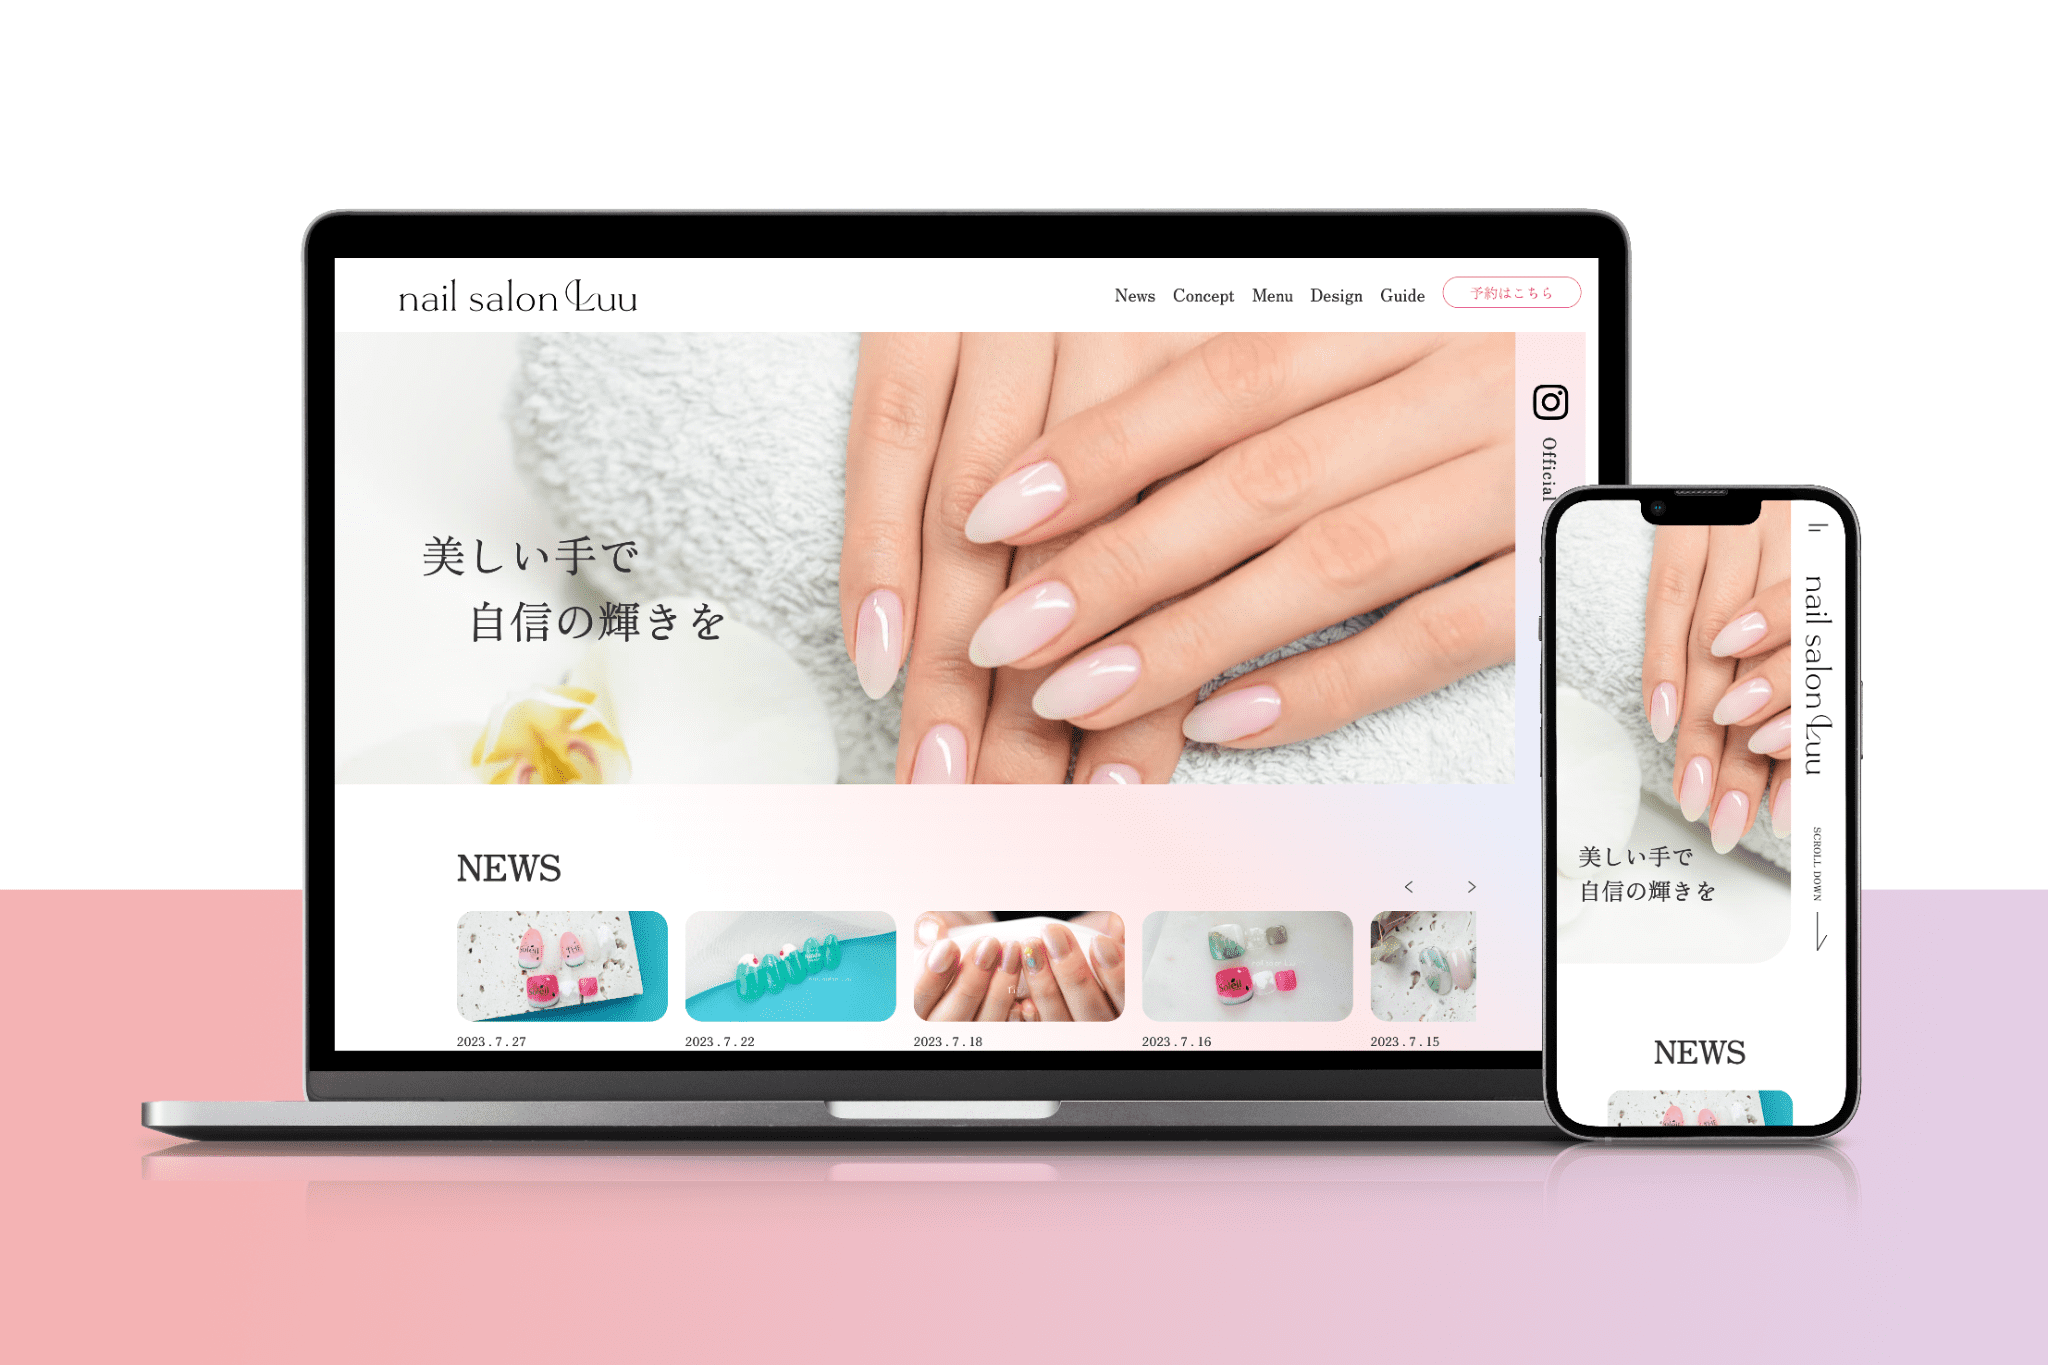 nail salon Luu
News Concept Menu Design Guide 予約はこちら
Official
美しい手で
自信の輝きを
NEWS
< >
2023 . 7 . 27
2023 . 7 . 22
2023 . 7 . 18
2023 . 7 . 16
2023 . 7 . 15
nail salon Luu
SCROLL DOWN
美しい手で
自信の輝きを
NEWS